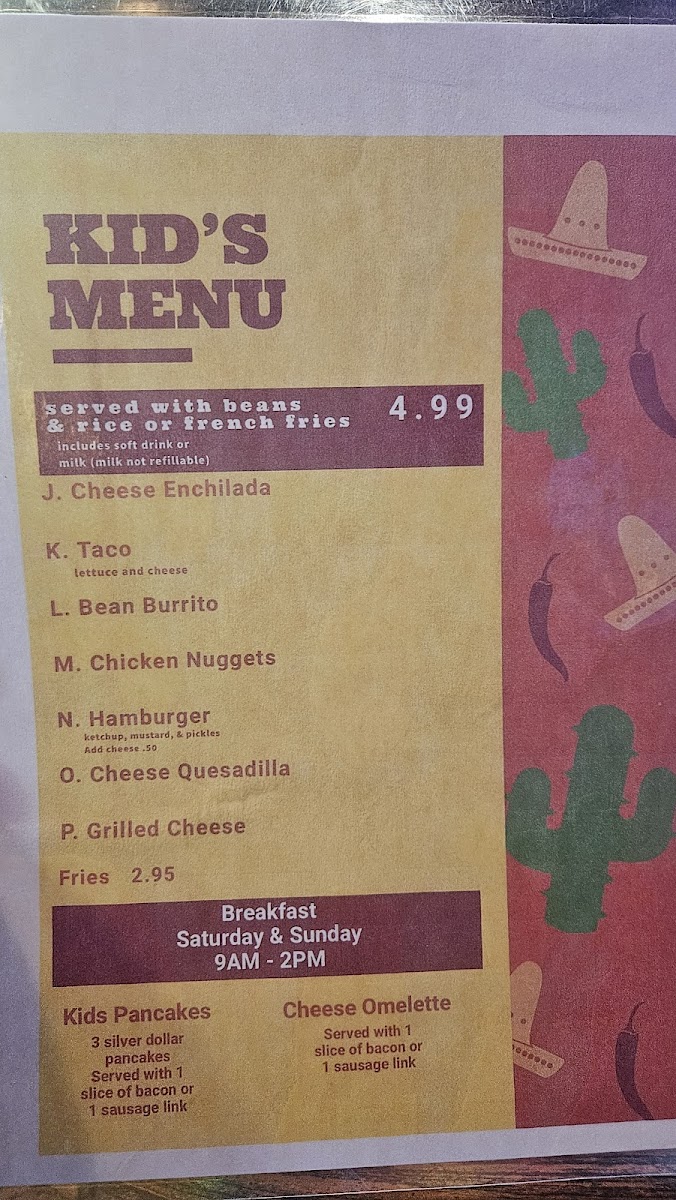 KID'S
MENU
served with beans
& rice or french fries
4.99
includes soft drink or
milk (milk not refillable)
J. Cheese Enchilada
K. Taco
lettuce and cheese
L. Bean Burrito
M. Chicken Nuggets
N. Hamburger
ketchup, mustard, & pickles
Add cheese .50
O. Cheese Quesadilla
P. Grilled Cheese
Fries 2.95
Breakfast
Saturday & Sunday
9AM - 2PM
Kids Pancakes
3 silver dollar
pancakes
Served with 1
slice of bacon or
1 sausage link
Cheese Omelette
Served with 1
slice of bacon or
1 sausage link